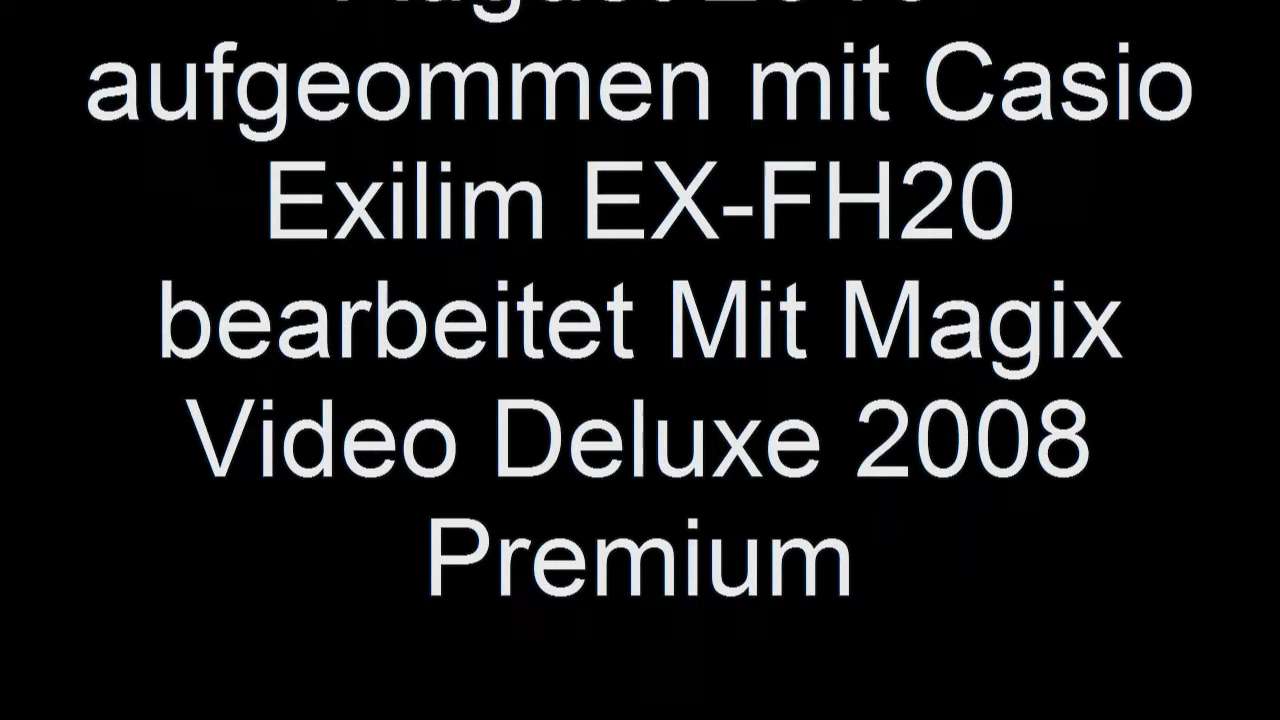 aufgeommen mit Casio
Exilim EX-FH20
bearbeitet Mit Magix
Video Deluxe 2008
Premium